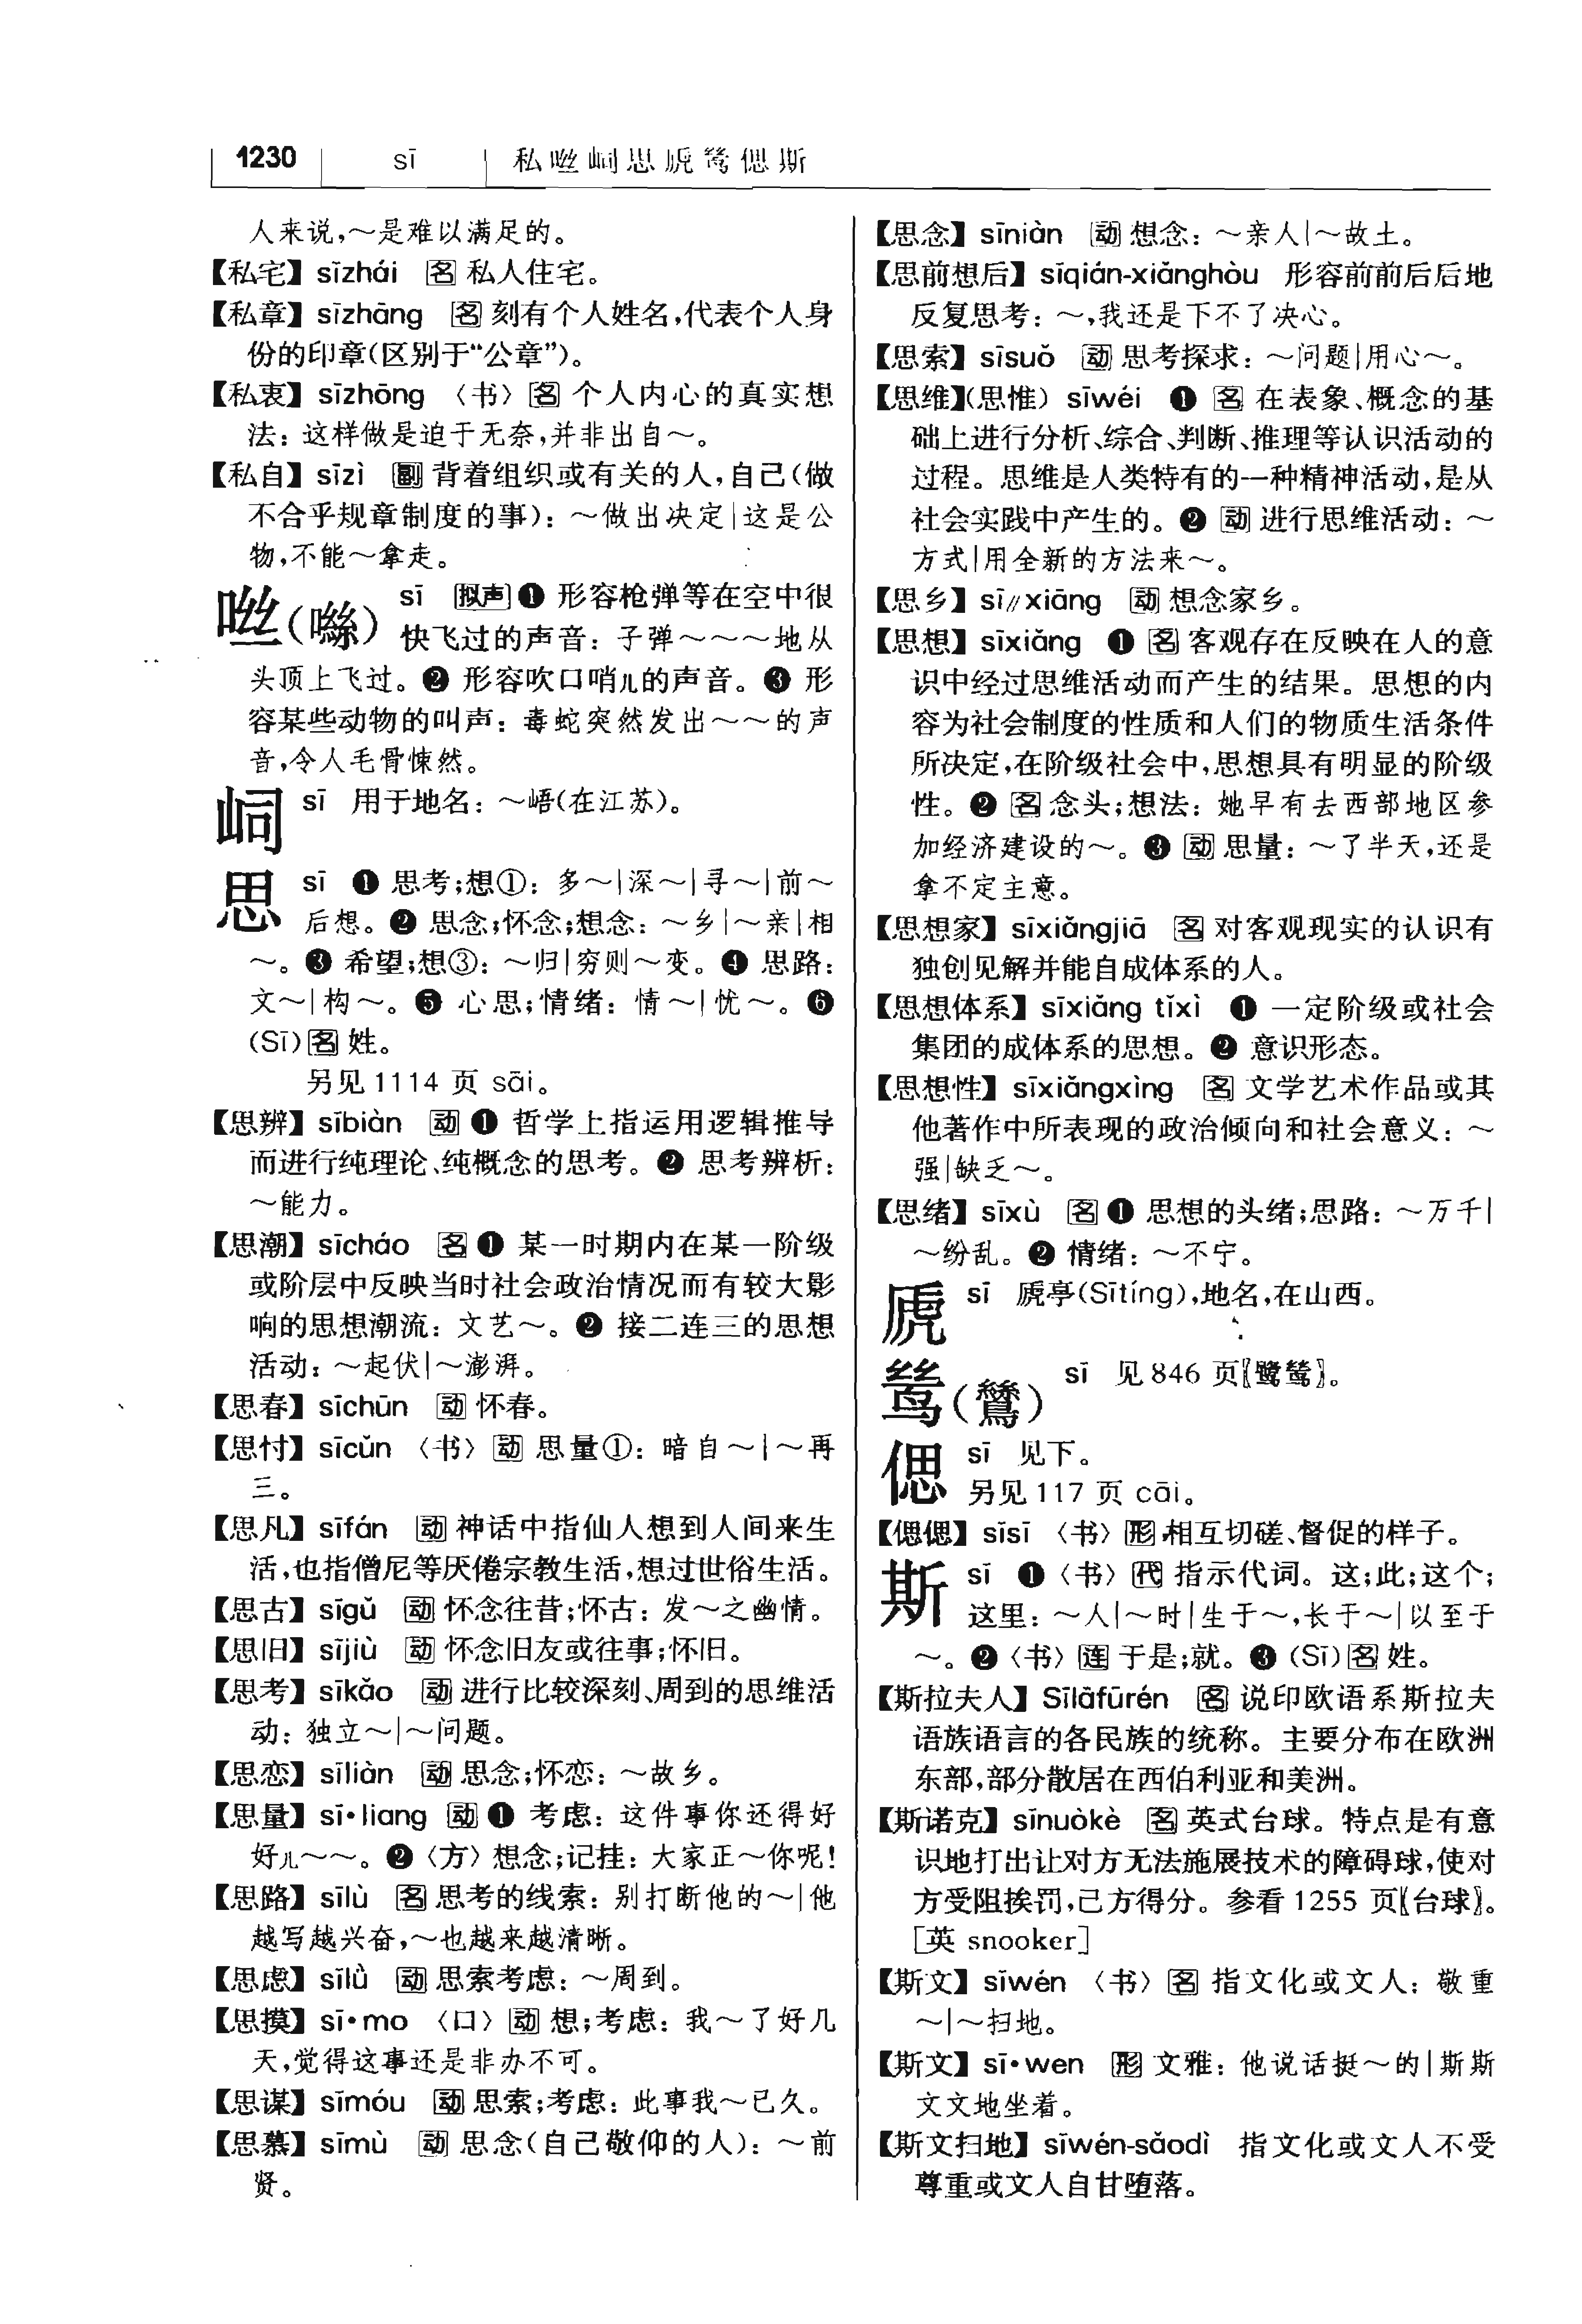 1230 sī 私咝峒思虒鸶偲斯
人来说,～是难以满足的。
【私宅】sīzhái 名 私人住宅。
【私章】sīzhāng 名 刻有个人姓名,代表个人身
份的印章(区别于“公章”)。
【私衷】sīzhōng 〈书〉名 个人内心的真实想
法：这样做是迫于无奈,并非出自～。
【私自】sīzì 副 背着组织或有关的人,自己(做
不合乎规章制度的事)：～做出决定|这是公
物,不能～拿走。
咝(噝) sī 拟声 ❶ 形容枪弹等在空中很
快飞过的声音：子弹～～～地从
头顶上飞过。❷ 形容吹口哨儿的声音。❸ 形
容某些动物的叫声：毒蛇突然发出～～的声
音,令人毛骨悚然。
峒 sī 用于地名：～峿(在江苏)。
思 sī ❶ 思考;想①：多～|深～|寻～|前～
后想。❷ 思念;怀念;想念：～乡|～亲|相
～。❸ 希望;想③：～归|穷则～变。❹ 思路：
文～|构～。❺ 心思;情绪：情～|忧～。❻
(Sī)名 姓。
另见1114 页 sāi。
【思辨】sībiàn 动 ❶ 哲学上指运用逻辑推导
而进行纯理论、纯概念的思考。❷ 思考辨析：
～能力。
【思潮】sīcháo 名 ❶ 某一时期内在某一阶级
或阶层中反映当时社会政治情况而有较大影
响的思想潮流：文艺～。❷ 接二连三的思想
活动：～起伏|～澎湃。
【思春】sīchūn 动 怀春。
【思忖】sīcǔn 〈书〉动 思量①：暗自～|～再
三。
【思凡】sīfán 动 神话中指仙人想到人间来生
活,也指僧尼等厌倦宗教生活,想过世俗生活。
【思古】sīgǔ 动 怀念往昔;怀古：发～之幽情。
【思旧】sījiù 动 怀念旧友或往事;怀旧。
【思考】sīkǎo 动 进行比较深刻、周到的思维活
动：独立～|～问题。
【思恋】sīliàn 动 思念;怀恋：～故乡。
【思量】sī•liang 动 ❶ 考虑：这件事你还得好
好儿～～。❷〈方〉想念;记挂：大家正～你呢!
【思路】sīlù 名 思考的线索：别打断他的～|他
越写越兴奋,～也越来越清晰。
【思虑】sīlǜ 动 思索考虑：～周到。
【思摸】sī•mo 〈口〉动 想;考虑：我～了好几
天,觉得这事还是非办不可。
【思谋】sīmóu 动 思索;考虑：此事我～已久。
【思慕】sīmù 动 思念(自己敬仰的人)：～前
贤。
【思念】sīniàn 动 想念：～亲人|～故土。
【思前想后】sīqián-xiǎnghòu 形容前前后后地
反复思考：～,我还是下不了决心。
【思索】sīsuǒ 动 思考探求：～问题|用心～。
【思维】(思惟) sīwéi ❶ 名 在表象、概念的基
础上进行分析、综合、判断、推理等认识活动的
过程。思维是人类特有的一种精神活动,是从
社会实践中产生的。❷ 动 进行思维活动：～
方式|用全新的方法来～。
【思乡】sī//xiāng 动 想念家乡。
【思想】sīxiǎng ❶ 名 客观存在反映在人的意
识中经过思维活动而产生的结果。思想的内
容为社会制度的性质和人们的物质生活条件
所决定,在阶级社会中,思想具有明显的阶级
性。❷ 名 念头;想法：她早有去西部地区参
加经济建设的～。❸ 动 思量：～了半天,还是
拿不定主意。
【思想家】sīxiǎngjiā 名 对客观现实的认识有
独创见解并能自成体系的人。
【思想体系】sīxiǎng tǐxì ❶ 一定阶级或社会
集团的成体系的思想。❷ 意识形态。
【思想性】sīxiǎngxìng 名 文学艺术作品或其
他著作中所表现的政治倾向和社会意义：～
强|缺乏～。
【思绪】sīxù 名 ❶ 思想的头绪;思路：～万千|
～纷乱。❷ 情绪：～不宁。
虒 sī 虒亭(Sītíng),地名,在山西。
鸶(鷥) sī 见846 页〖鹭鸶〗。
偲 sī 见下。
另见117 页 cāi。
【偲偲】sīsī 〈书〉形 相互切磋、督促的样子。
斯 sī ❶〈书〉代 指示代词。这;此;这个;
这里：～人|～时|生于～,长于～|以至于
～。❷〈书〉连 于是;就。❸ (Sī)名 姓。
【斯拉夫人】Sīlāfūrén 名 说印欧语系斯拉夫
语族语言的各民族的统称。主要分布在欧洲
东部,部分散居在西伯利亚和美洲。
【斯诺克】sīnuòkè 名 英式台球。特点是有意
识地打出让对方无法施展技术的障碍球,使对
方受阻挨罚,己方得分。参看1255 页〖台球〗。
[英 snooker]
【斯文】sīwén 〈书〉名 指文化或文人：敬重
～|～扫地。
【斯文】sī•wen 形 文雅：他说话挺～的|斯斯
文文地坐着。
【斯文扫地】sīwén-sǎodì 指文化或文人不受
尊重或文人自甘堕落。